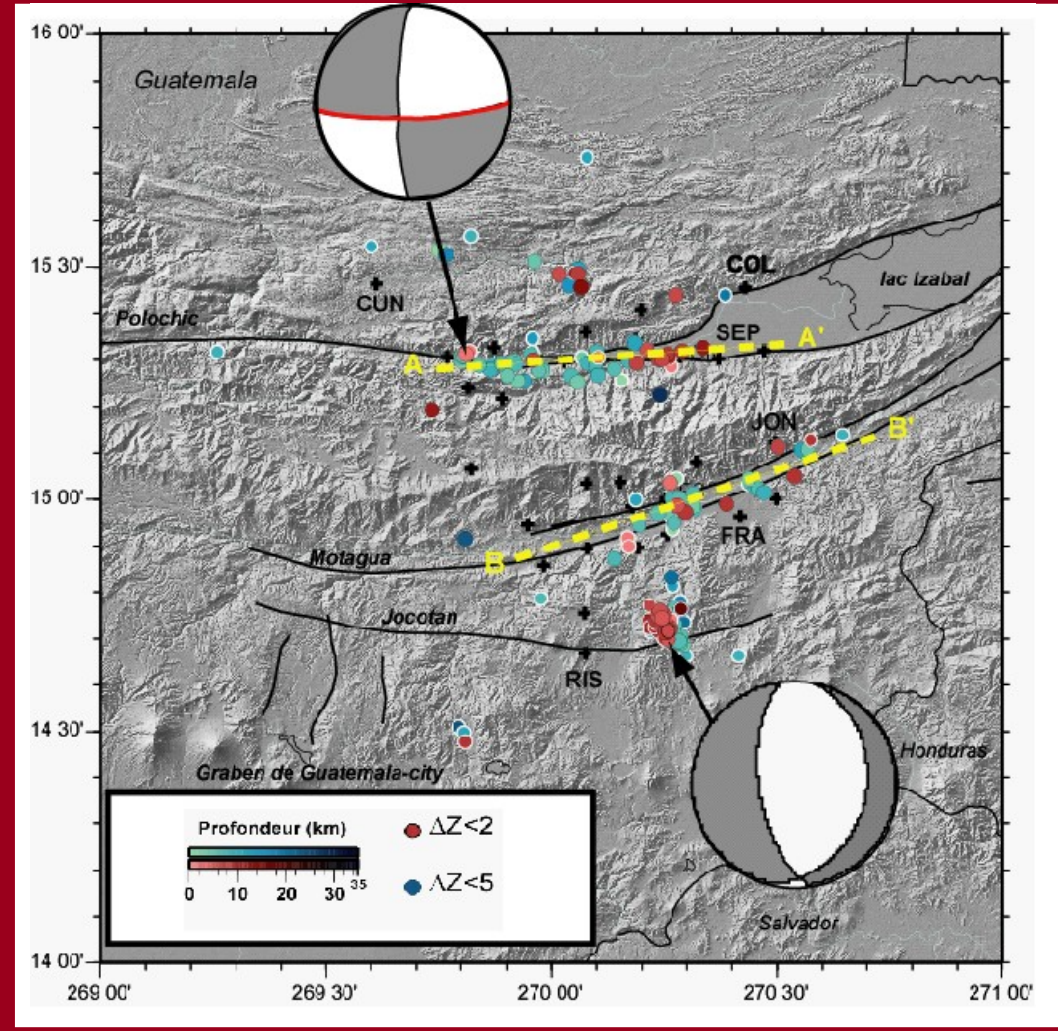 16 00'
Guatemala
15 30'
COL
lac Izabal
CUN
Polochic
SEP
A'
A
JON
B'
15 00'
FRA
B
Motagua
Jocotan
RIS
14 30'
Honduras
Graben de Guatemala-city
Profondeur (km)
ΔZ<2
0 10 20 30 35
ΔZ<5
Salvador
14 00'
269 00' 269 30' 270 00' 270 30' 271 00'